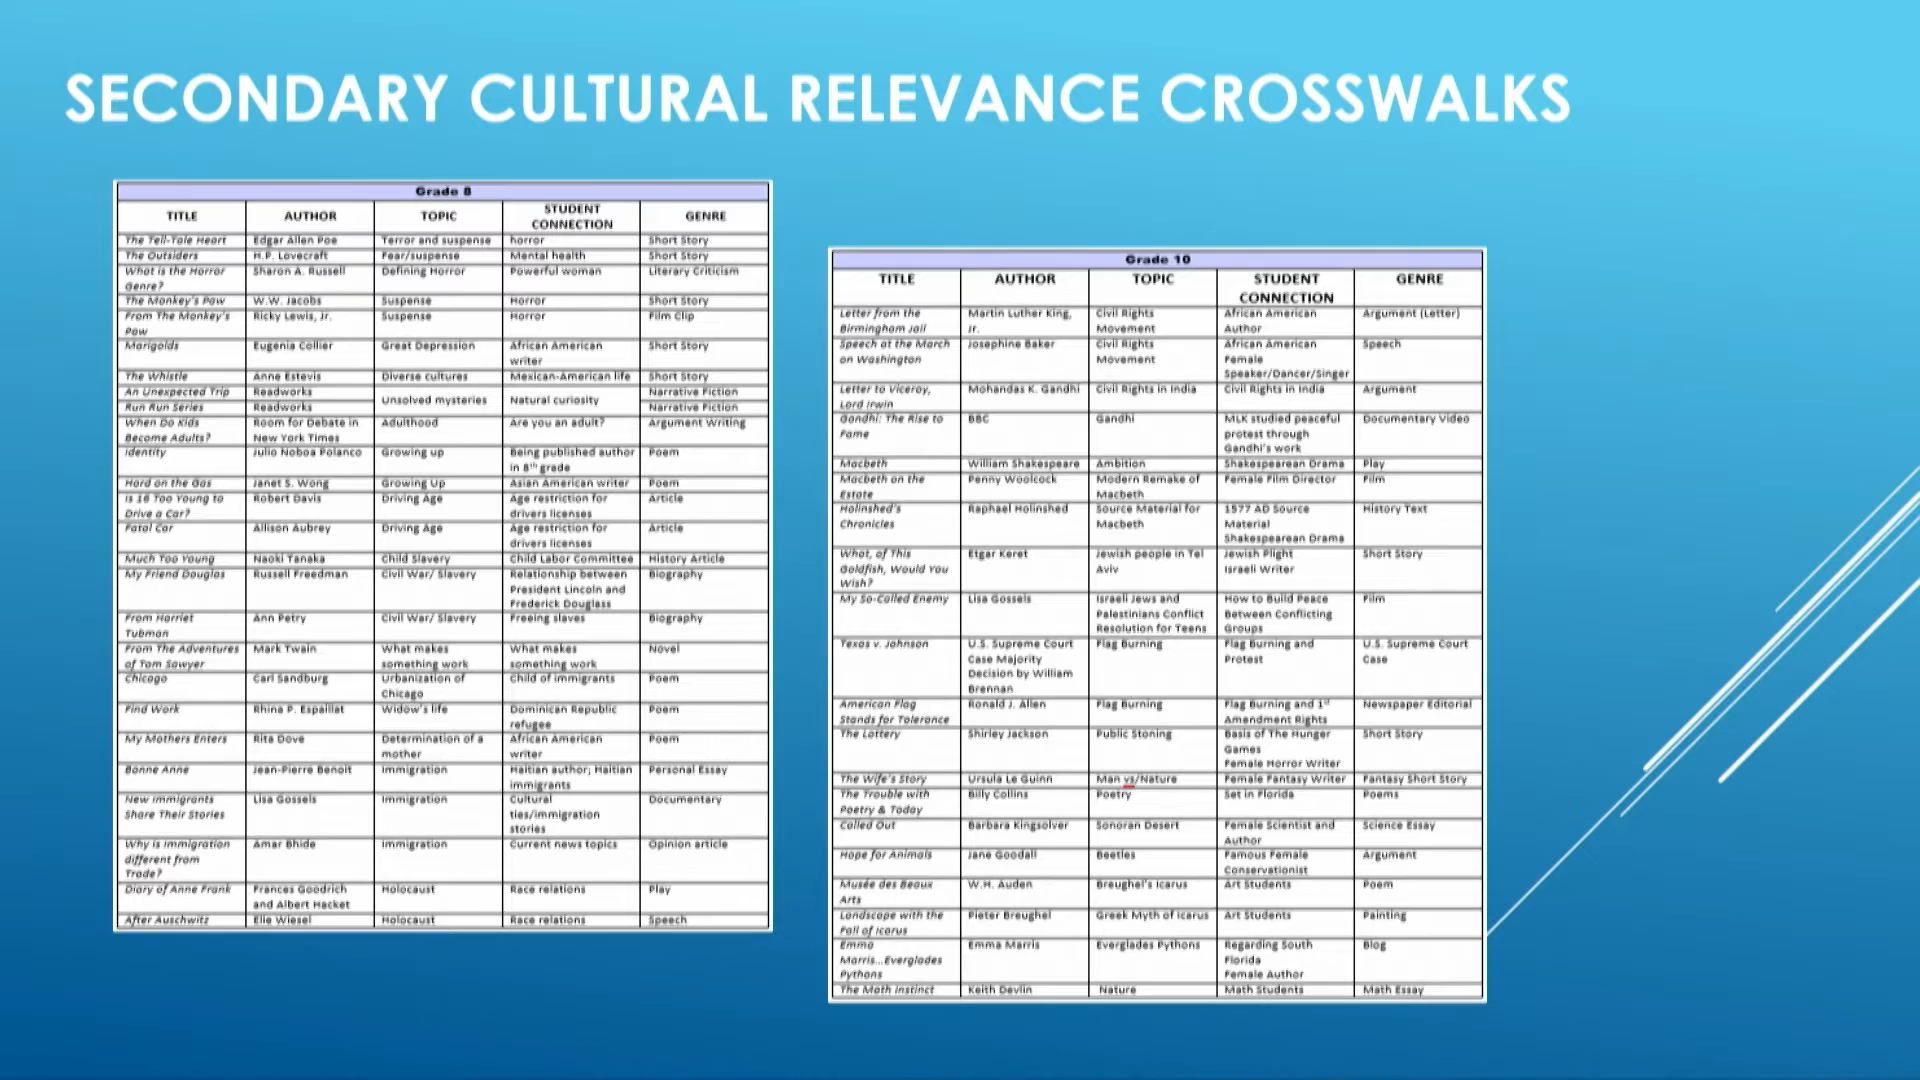 SECONDARY CULTURAL RELEVANCE CROSSWALKS
Grade 8
TITLE AUTHOR TOPIC STUDENT CONNECTION GENRE
The Tell-Tale Heart Edgar Allen Poe Terror and suspense horror Short Story
The Outsiders H.P. Lovecraft Fear/suspense Mental health Short Story
What is the Horror Genre? Sharon A. Russell Defining Horror Powerful woman Literary Criticism
The Monkey's Paw W.W. Jacobs Suspense Horror Short Story
From The Monkey's Paw Ricky Lewis, Jr. Suspense Horror Film Clip
Marigolds Eugenia Collier Great Depression African American writer Short Story
The Whistle Anne Estevis Diverse cultures Mexican-American life Short Story
An Unexpected Trip Readworks Unsolved mysteries Natural curiosity Narrative Fiction
Run Run Series Readworks Narrative Fiction
When Do Kids Become Adults? Room for Debate in New York Times Adulthood Are you an adult? Argument Writing
Identity Julio Noboa Polanco Growing up Being published author in 8th grade Poem
Hard on the Gas Janet S. Wong Growing Up Asian American writer Poem
Is 16 Too Young to Drive a Car? Robert Davis Driving Age Age restriction for drivers licenses Article
Fatal Car Allison Aubrey Driving Age Age restriction for drivers licenses Article
Much Too Young Naoki Tanaka Child Slavery Child Labor Committee History Article
My Friend Douglas Russell Freedman Civil War/ Slavery Relationship between President Lincoln and Frederick Douglass Biography
From Harriet Tubman Ann Petry Civil War/ Slavery Freeing slaves Biography
From The Adventures of Tom Sawyer Mark Twain What makes something work What makes something work Novel
Chicago Carl Sandburg Urbanization of Chicago Child of immigrants Poem
Find Work Rhina P. Espaillat Widow's life Dominican Republic refugee Poem
My Mothers Enters Rita Dove Determination of a mother African American writer Poem
Bonne Anne Jean-Pierre Benoit Immigration Haitian author; Haitian immigrants Personal Essay
New Immigrants Share Their Stories Lisa Gossels Immigration Cultural ties/immigration stories Documentary
Why is Immigration different from Trade? Amar Bhide Immigration Current news topics Opinion article
Diary of Anne Frank Frances Goodrich and Albert Hacket Holocaust Race relations Play
After Auschwitz Elie Wiesel Holocaust Race relations Speech
Grade 10
TITLE AUTHOR TOPIC STUDENT CONNECTION GENRE
Letter from the Birmingham Jail Martin Luther King, Jr. Civil Rights Movement African American Author Argument (Letter)
Speech at the March on Washington Josephine Baker Civil Rights Movement African American Female Speaker/Dancer/Singer Speech
Letter to Viceroy, Lord Irwin Mohandas K. Gandhi Civil Rights in India Civil Rights in India Argument
Gandhi: The Rise to Fame BBC Gandhi MLK studied peaceful protest through Gandhi's work Documentary Video
Macbeth William Shakespeare Ambition Shakespearean Drama Play
Macbeth on the Estate Penny Woolcock Modern Remake of Macbeth Female Film Director Film
Holinshed's Chronicles Raphael Holinshed Source Material for Macbeth 1577 AD Source Material Shakespearean Drama History Text
What, of This Goldfish, Would You Wish? Etgar Keret Jewish people in Tel Aviv Jewish Plight Israeli Writer Short Story
My So-Called Enemy Lisa Gossels Israeli Jews and Palestinians Conflict Resolution for Teens How to Build Peace Between Conflicting Groups Film
Texas v. Johnson U.S. Supreme Court Case Majority Decision by William Brennan Flag Burning Flag Burning and Protest U.S. Supreme Court Case
American Flag Stands for Tolerance Ronald J. Allen Flag Burning Flag Burning and 1st Amendment Rights Newspaper Editorial
The Lottery Shirley Jackson Public Stoning Basis of The Hunger Games Female Horror Writer Short Story
The Wife's Story Ursula Le Guinn Man vs/Nature Female Fantasy Writer Fantasy Short Story
The Trouble with Poetry & Today Billy Collins Poetry Set in Florida Poems
Called Out Barbara Kingsolver Sonoran Desert Female Scientist and Author Science Essay
Hope for Animals Jane Goodall Beetles Famous Female Conservationist Argument
Musée des Beaux Arts W.H. Auden Breughel's Icarus Art Students Poem
Landscape with the Fall of Icarus Pieter Breughel Greek Myth of Icarus Art Students Painting
Emma Marris...Everglades Pythons Emma Marris Everglades Pythons Regarding South Florida Female Author Blog
The Math Instinct Keith Devlin Nature Math Students Math Essay